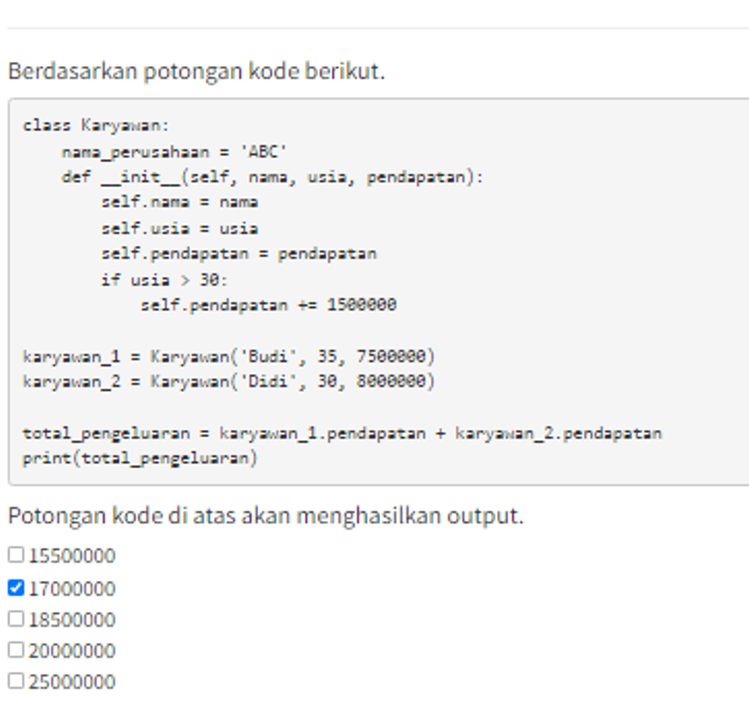 Berdasarkan potongan kode berikut.
class Karyawan:
    nama_perusahaan = 'ABC'
    def __init__(self, nama, usia, pendapatan):
        self.nama = nama
        self.usia = usia
        self.pendapatan = pendapatan
        if usia > 30:
            self.pendapatan += 1500000
karyawan_1 = Karyawan('Budi', 35, 7500000)
karyawan_2 = Karyawan('Didi', 30, 8000000)
total_pengeluaran = karyawan_1.pendapatan + karyawan_2.pendapatan
print(total_pengeluaran)
Potongan kode di atas akan menghasilkan output.
15500000
17000000
18500000
20000000
25000000